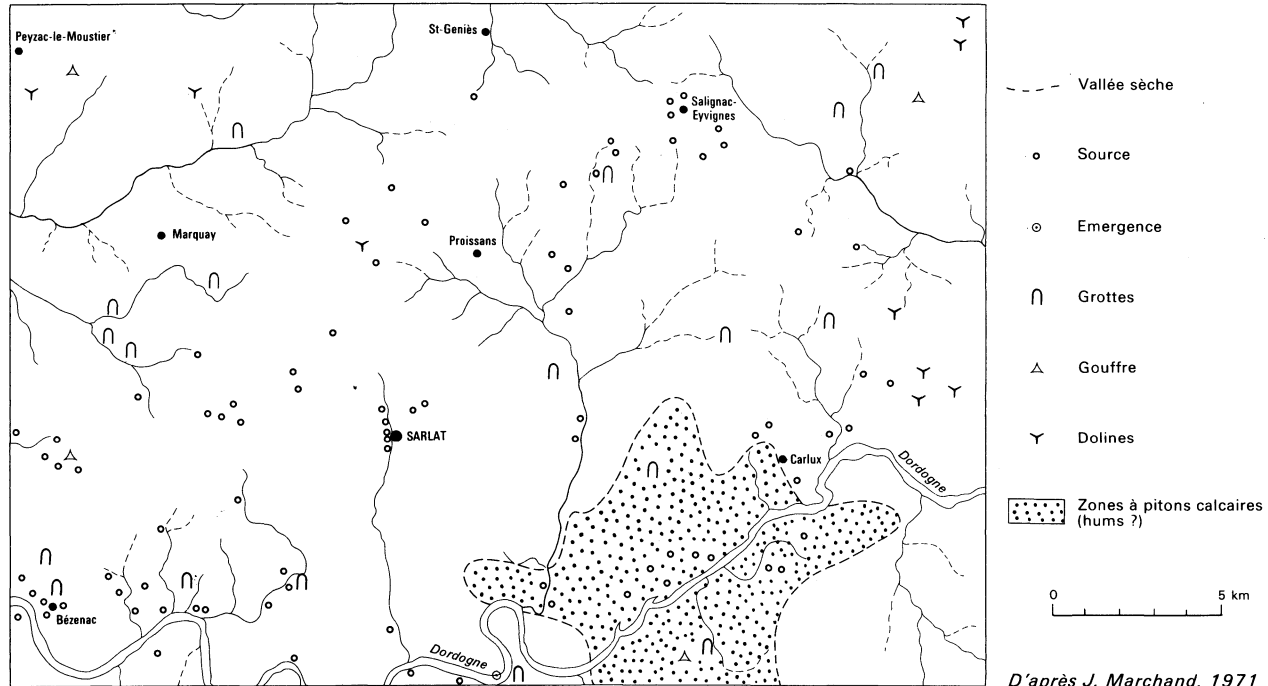 Peyzac-le-Moustier
St-Geniès
Salignac-
Eyvignes
Marquay
Proissans
SARLAT
Carlux
Dordogne
Bézenac
Dordogne
Vallée sèche
Source
Emergence
Grottes
Gouffre
Dolines
Zones à pitons calcaires
(hums ?)
0 5 km
D'après J. Marchand, 1971